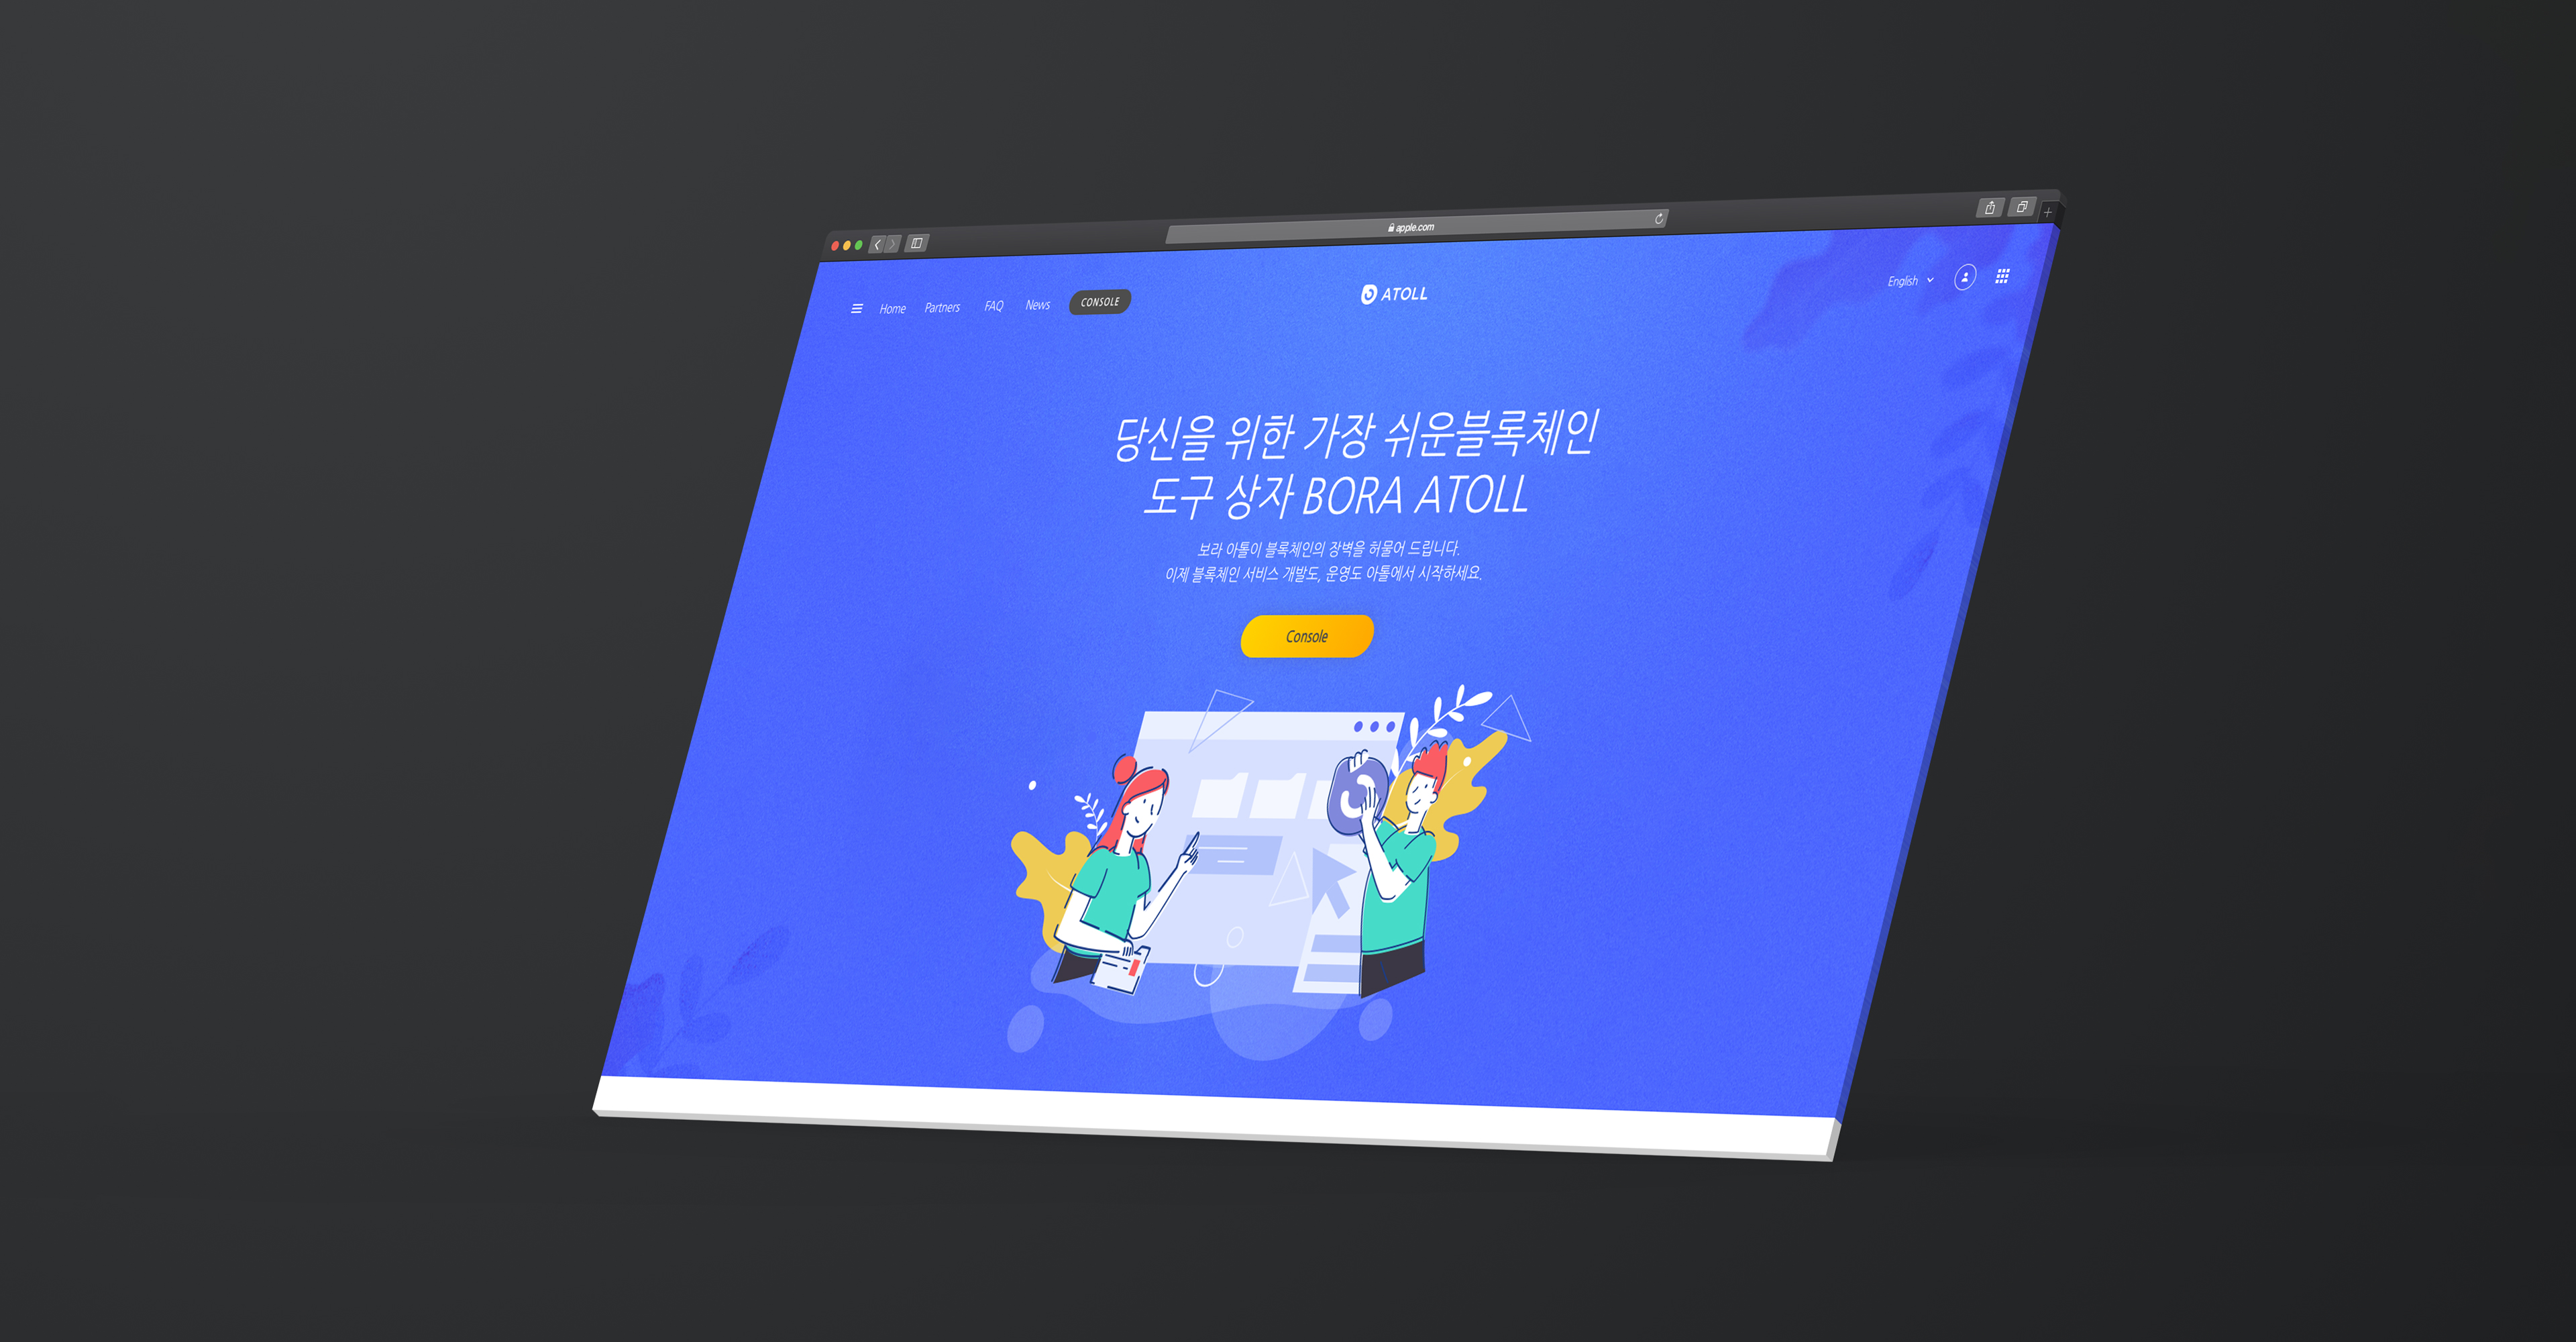 apple.com
Home Partners FAQ News CONSOLE
ATOLL
English
당신을 위한 가장 쉬운블록체인
도구 상자 BORA ATOLL
보라 아톨이 블록체인의 장벽을 허물어 드립니다.
이제 블록체인 서비스 개발도, 운영도 아톨에서 시작하세요.
Console